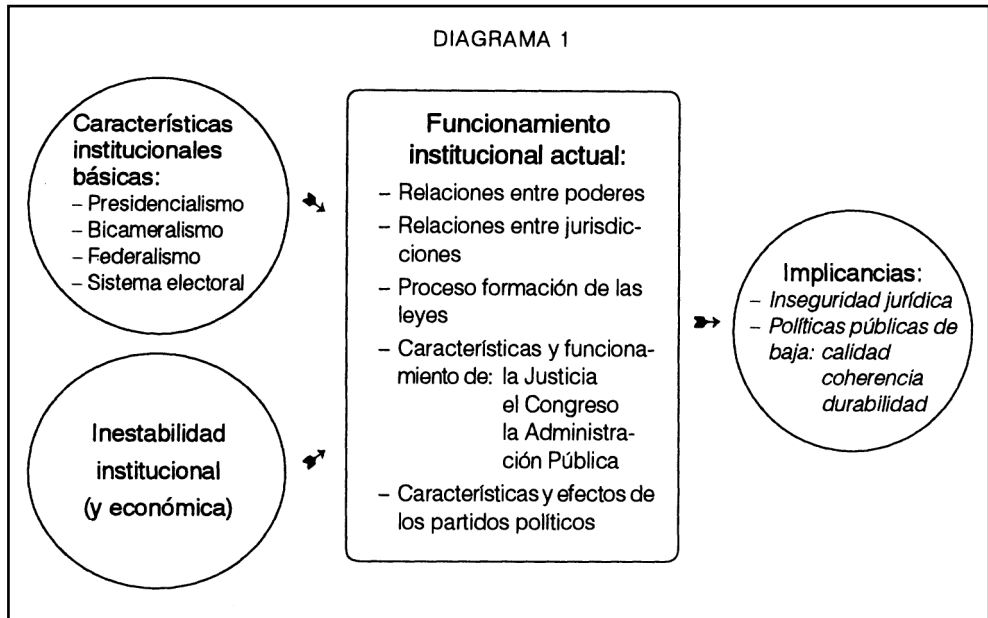 DIAGRAMA 1
Características
institucionales
básicas:
– Presidencialismo
– Bicameralismo
– Federalismo
– Sistema electoral
Inestabilidad
institucional
(y económica)
Funcionamiento
institucional actual:
– Relaciones entre poderes
– Relaciones entre jurisdic-
ciones
– Proceso formación de las
leyes
– Características y funciona-
miento de: la Justicia
el Congreso
la Administra-
ción Pública
– Características y efectos de
los partidos políticos
Implicancias:
– Inseguridad jurídica
– Políticas públicas de
baja: calidad
coherencia
durabilidad